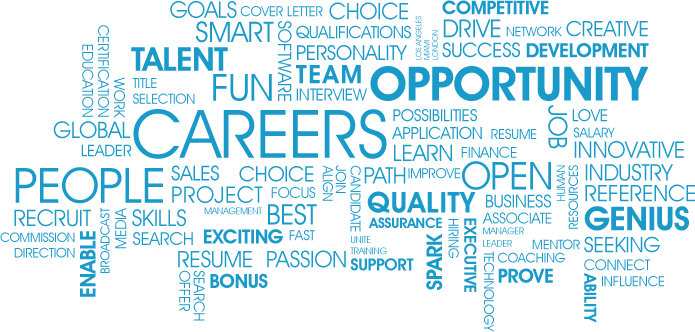 GOALS
COVER LETTER
CHOICE
COMPETITIVE
SMART
SOFTWARE
QUALIFICATIONS
LOS ANGELES
MIAMI
LONDON
DRIVE
NETWORK
CREATIVE
CERTIFICATION
EDUCATION
TALENT
PERSONALITY
SUCCESS
DEVELOPMENT
WORK
TITLE
SELECTION
FUN
TEAM
INTERVIEW
OPPORTUNITY
GLOBAL
LEADER
CAREERS
POSSIBILITIES
APPLICATION
RESUME
JOB
LOVE
SALARY
LEARN
FINANCE
INNOVATIVE
PEOPLE
SALES
CHOICE
JOIN
ALIGN
CANDIDATE
PATH
IMPROVE
OPEN
HUMAN
RESOURCES
INDUSTRY
PROJECT
FOCUS
QUALITY
BUSINESS
REFERENCE
RECRUIT
BROADCAST
MEDIA
SKILLS
MANAGEMENT
BEST
ASSURANCE
HIRING
EXECUTIVE
ASSOCIATE
GENIUS
COMMISSION
DIRECTION
ENABLE
SEARCH
EXCITING
FAST
UNITE
TRAINING
SPARK
MANAGER
LEADER
MENTOR
SEEKING
RESUME
PASSION
SUPPORT
TECHNOLOGY
COACHING
CONNECT
SEARCH
OFFER
BONUS
PROVE
ABILITY
INFLUENCE